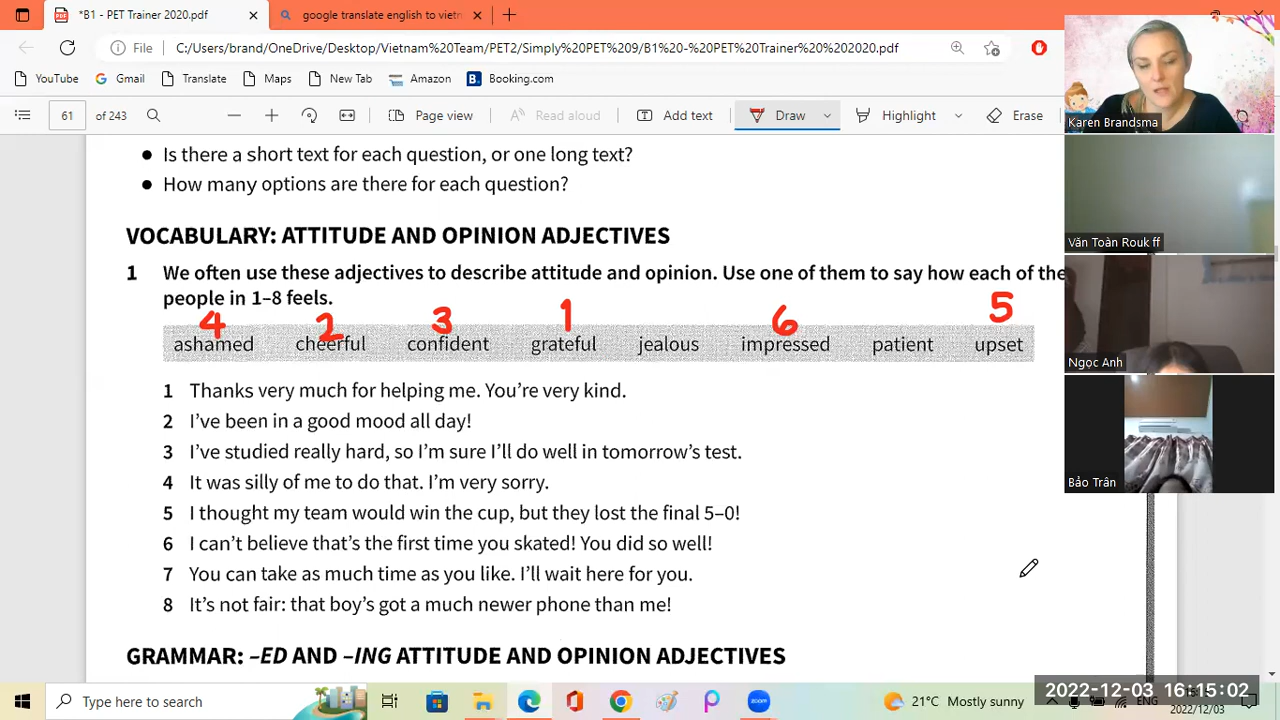 *B1 - PET Trainer 2020.pdf
google translate english to vietn
File C:/Users/brand/OneDrive/Desktop/Vietnam%20Team/PET2/Simply%20PET%209/B1%20-%20PET%20Trainer%20%202020.pdf
YouTube Gmail Translate Maps New Tab Amazon Booking.com
61 of 243 Page view Read aloud Add text Draw Highlight Erase
Karen Brandsma
Văn Toàn Rouk ff
Ngọc Anh
Bảo Trân
• Is there a short text for each question, or one long text?
• How many options are there for each question?
VOCABULARY: ATTITUDE AND OPINION ADJECTIVES
1 We often use these adjectives to describe attitude and opinion. Use one of them to say how each of the
people in 1–8 feels.
4 2 3 1 6 5
ashamed cheerful confident grateful jealous impressed patient upset
1 Thanks very much for helping me. You're very kind.
2 I've been in a good mood all day!
3 I've studied really hard, so I'm sure I'll do well in tomorrow's test.
4 It was silly of me to do that. I'm very sorry.
5 I thought my team would win the cup, but they lost the final 5–0!
6 I can't believe that's the first time you skated! You did so well!
7 You can take as much time as you like. I'll wait here for you.
8 It's not fair: that boy's got a much newer phone than me!
GRAMMAR: –ED AND –ING ATTITUDE AND OPINION ADJECTIVES
Type here to search
21°C Mostly sunny
ENG
2022-12-03 16:15:02
2022/12/03